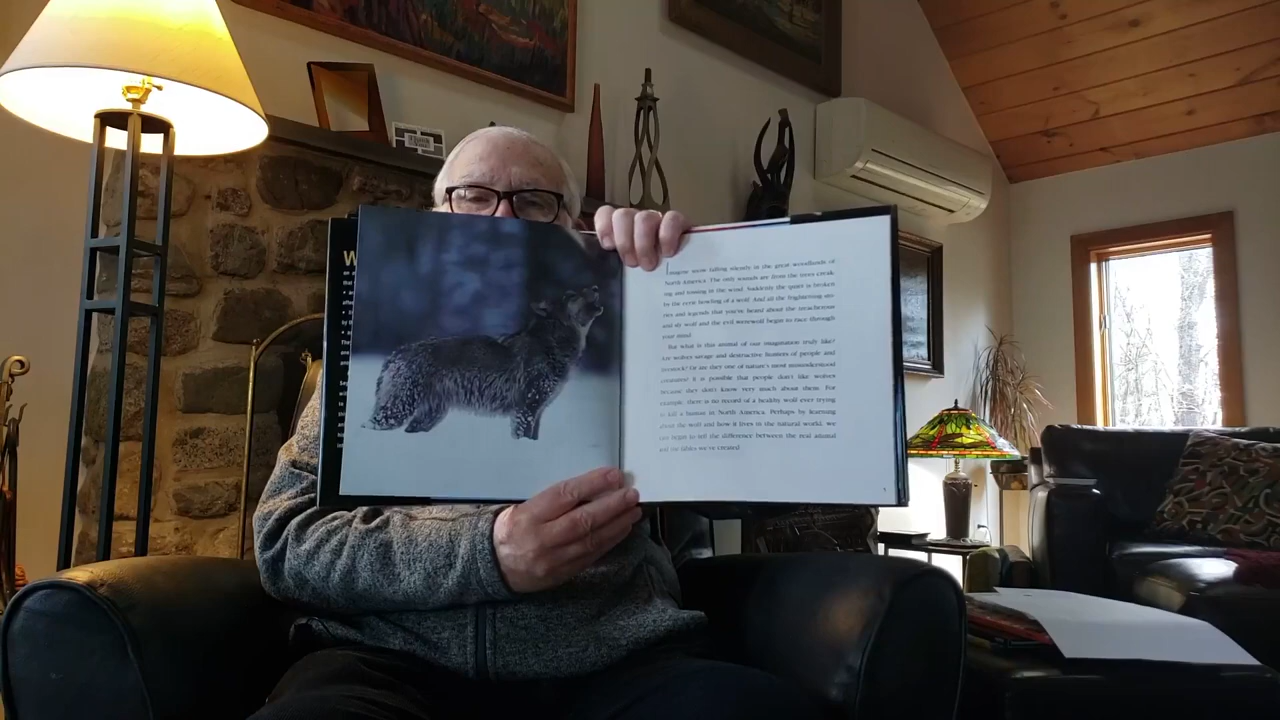 Imagine snow falling silently in the great woodlands of
North America. The only sounds are from the trees creak-
ing and tossing in the wind. Suddenly the quiet is broken
by the eerie howling of a wolf. And all the frightening sto-
ries and legends that you've heard about the treacherous
and sly wolf and the evil werewolf begin to race through
your mind.
But what is this animal of our imagination truly like?
Are wolves savage and destructive hunters of people and
livestock? Or are they one of nature's most misunderstood
creatures? It is possible that people don't like wolves
because they don't know very much about them. For
example, there is no record of a healthy wolf ever trying
to kill a human in North America. Perhaps by learning
about the wolf and how it lives in the natural world, we
can begin to tell the difference between the real animal
and the fables we've created.